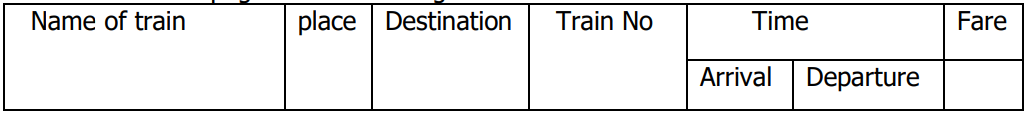 Name of train place Destination Train No Time Fare
Arrival Departure